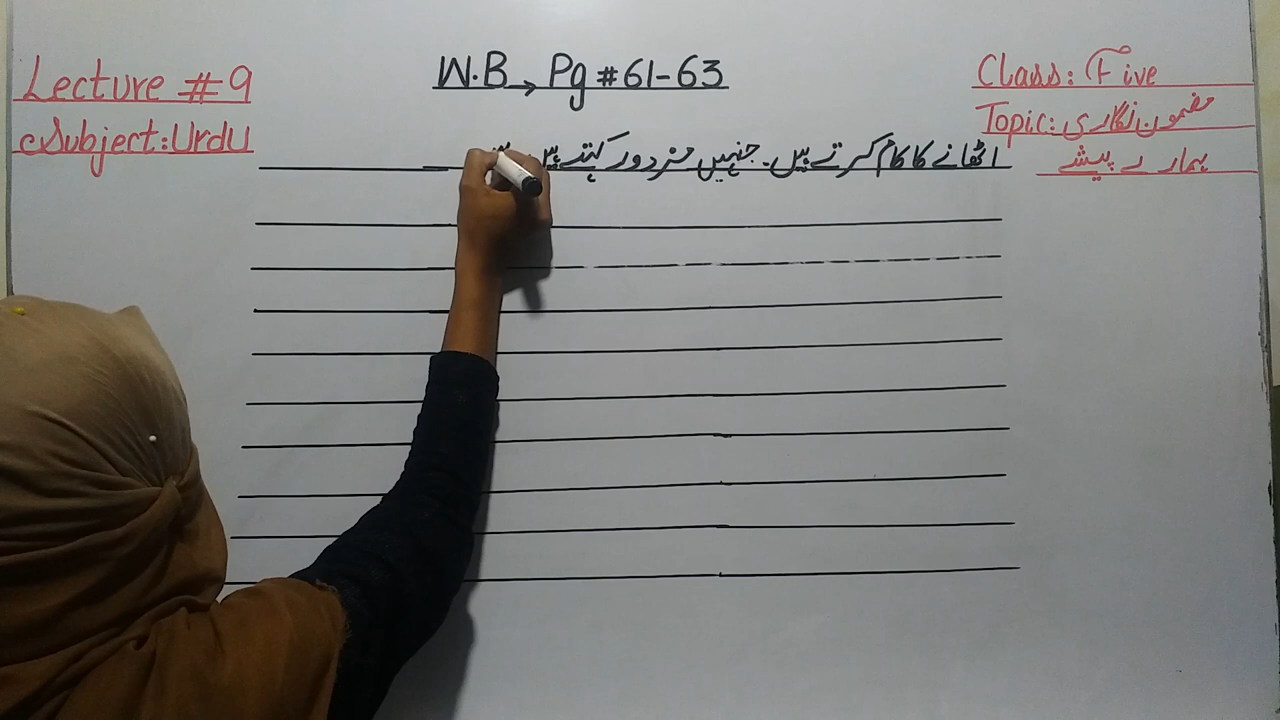 Lecture #9
W.B → Pg # 61-63
Class: Five
Subject: Urdu
Topic: مضمون نگاری
ہمارے پیشے
اٹھانے کا کام کرتے ہیں۔ جنہیں مزدور کہتے ہیں